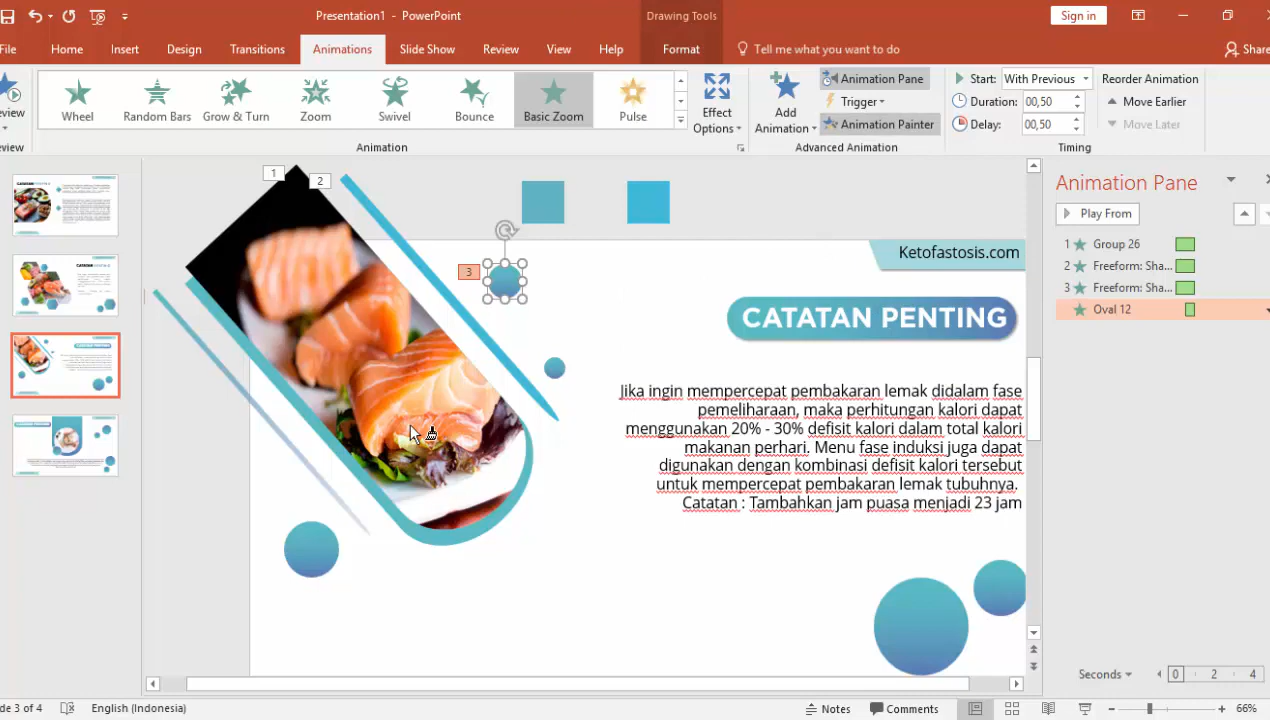 Presentation1 - PowerPoint
Drawing Tools
Sign in
File
Home
Insert
Design
Transitions
Animations
Slide Show
Review
View
Help
Format
Tell me what you want to do
Share
Wheel
Random Bars
Grow & Turn
Zoom
Swivel
Bounce
Basic Zoom
Pulse
Effect
Options
Add
Animation
Animation Pane
Trigger
Animation Painter
Start: With Previous
Duration: 00,50
Delay: 00,50
Reorder Animation
Move Earlier
Move Later
Animation
Advanced Animation
Timing
1
2
3
Ketofastosis.com
CATATAN PENTING
Jika ingin mempercepat pembakaran lemak didalam fase
pemeliharaan, maka perhitungan kalori dapat
menggunakan 20% - 30% defisit kalori dalam total kalori
makanan perhari. Menu fase induksi juga dapat
digunakan dengan kombinasi defisit kalori tersebut
untuk mempercepat pembakaran lemak tubuhnya.
Catatan : Tambahkan jam puasa menjadi 23 jam
Animation Pane
Play From
1 Group 26
2 Freeform: Sha...
3 Freeform: Sha...
Oval 12
Seconds
0 2 4
de 3 of 4
English (Indonesia)
Notes
Comments
66%